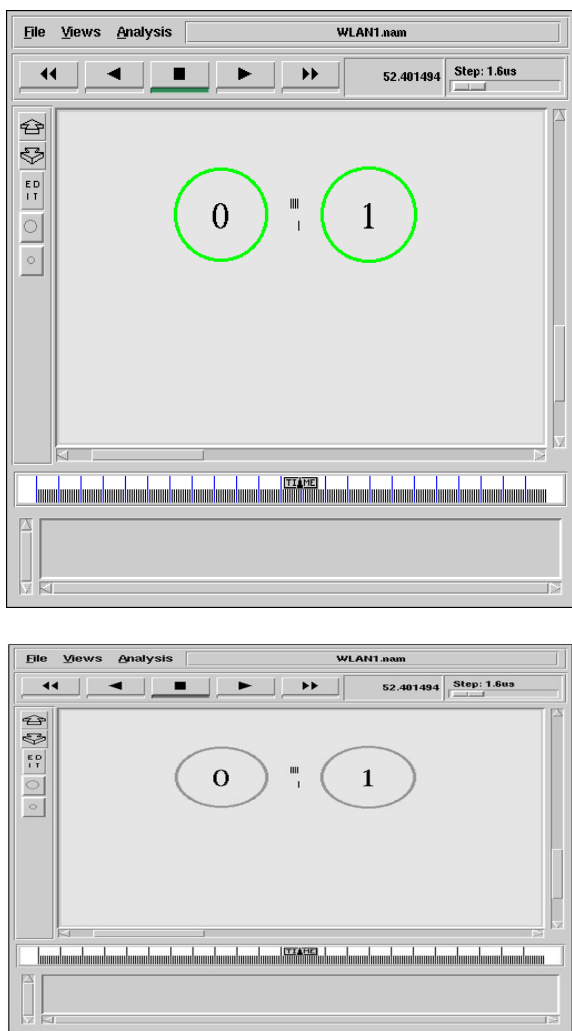 File Views Analysis WLAN1.nam
52.401494 Step: 1.6us
ED
IT
0 1
TIME
File Views Analysis WLAN1.nam
52.401494 Step: 1.6us
ED
IT
0 1
TIME